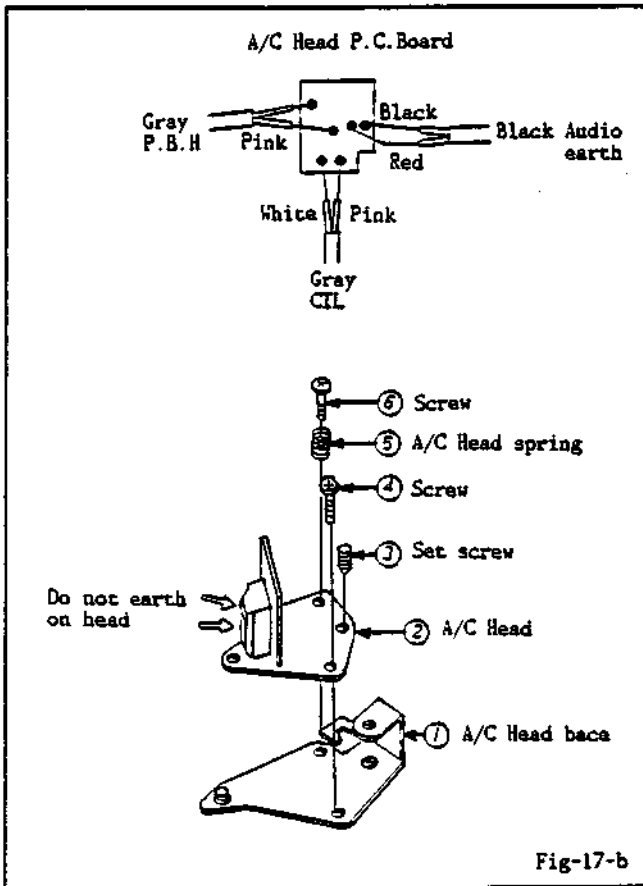 A/C Head P.C.Board
Gray
P.B.H
Pink
Black
Red
Black Audio
earth
White Pink
Gray
CTL
⑥ Screw
⑤ A/C Head spring
④ Screw
③ Set screw
Do not earth
on head
② A/C Head
① A/C Head bace
Fig-17-b